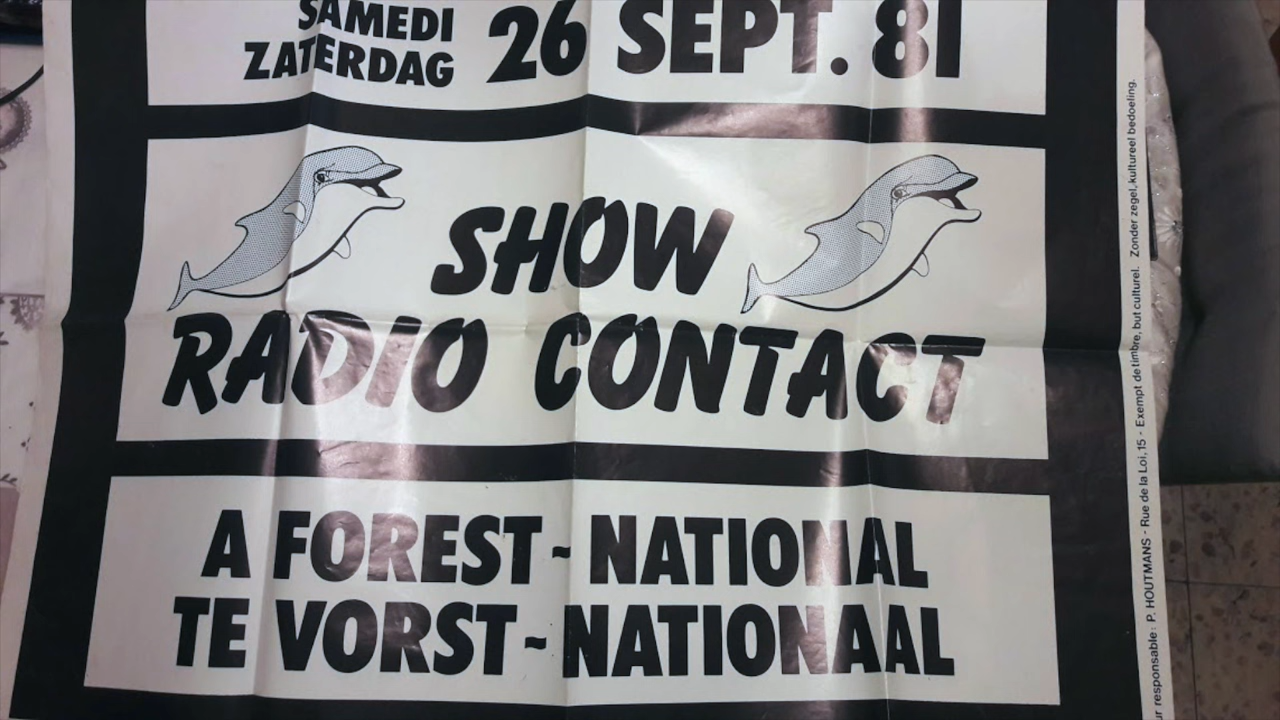 SAMEDI
ZATERDAG
26 SEPT. 81
SHOW
RADIO CONTACT
A FOREST-NATIONAL
TE VORST-NATIONAAL
responsable: P. HOUTMANS - Rue de la Loi, 15 - Exempt de timbre, but culturel. Zonder zegel, kultureel bedoeling.